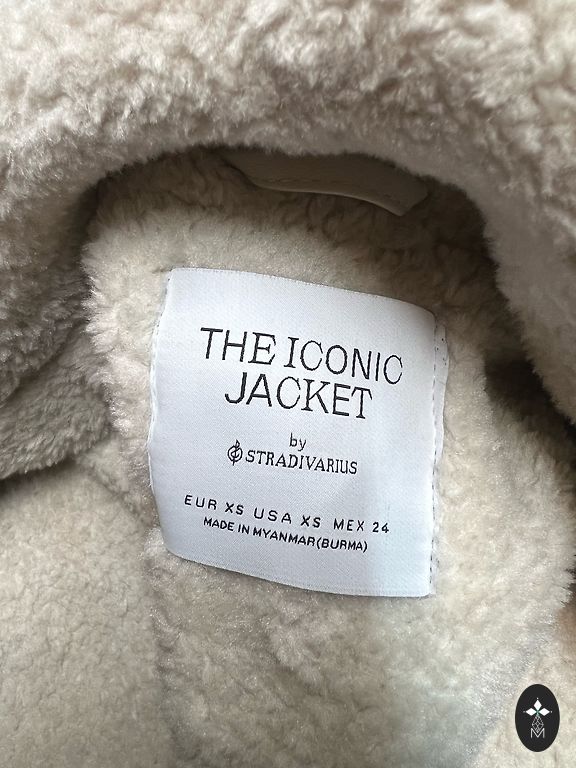 THE ICONIC
JACKET
by
STRADIVARIUS
EUR XS USA XS MEX 24
MADE IN MYANMAR(BURMA)
M